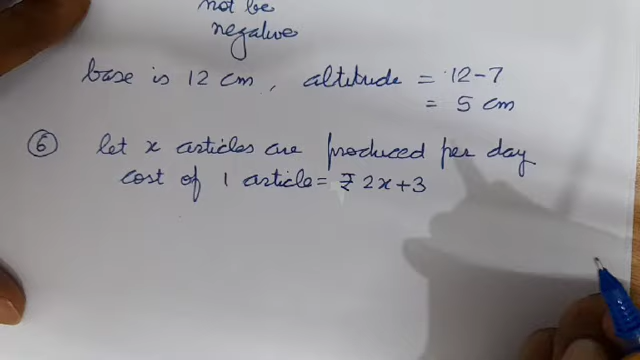 not be
negative
base is 12 cm, altitude = 12-7
= 5 cm
⑥ let x articles are produced per day
cost of 1 article = ₹ 2x+3